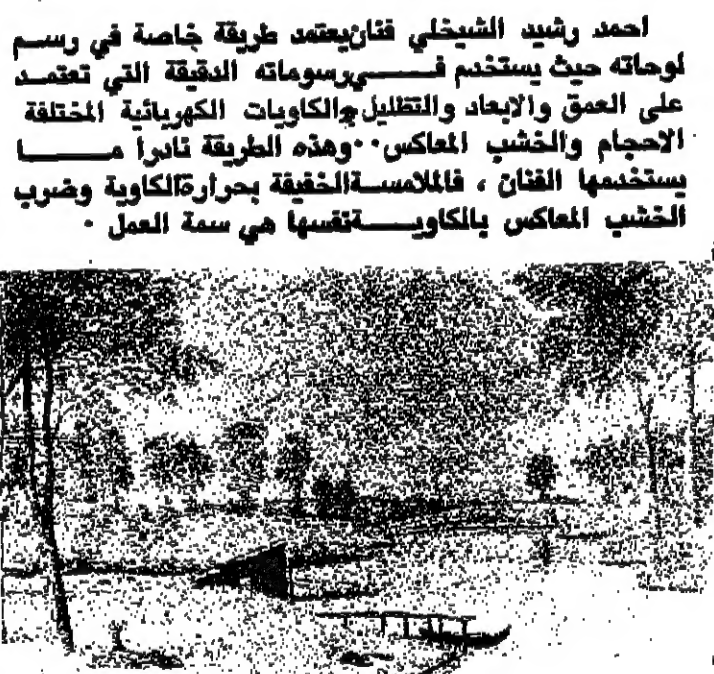 احمد رشيد الشيخلي فنان يعتمد طريقة خاصة في رسم
لوحاته حيث يستخدم في رسوماته الدقيقة التي تعتمد
على العمق والابعاد والتظليل والكاويات الكهربائية المختلفة
الاحجام والخشب المعاكس . . وهذه الطريقة نادرا ما
يستخدمها الفنان ، فالملامسة الخفيفة بحرارة الكاوية وضرب
الخشب المعاكس بالكاوية نفسها هي سمة العمل .